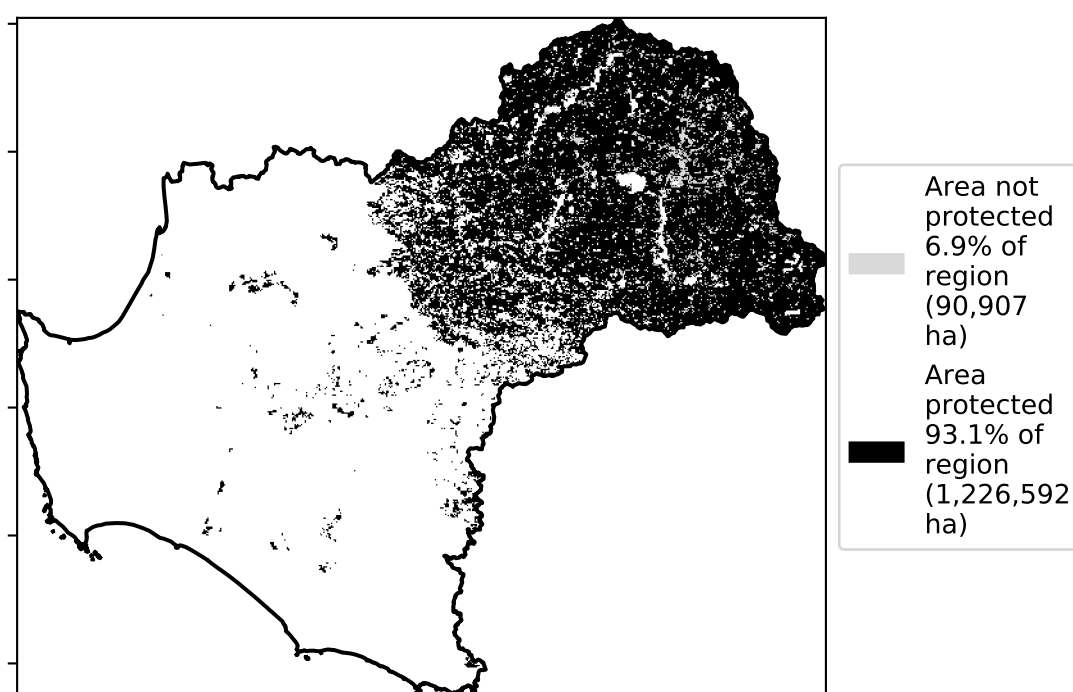 Area not
protected
6.9% of
region
(90,907
ha)
Area
protected
93.1% of
region
(1,226,592
ha)